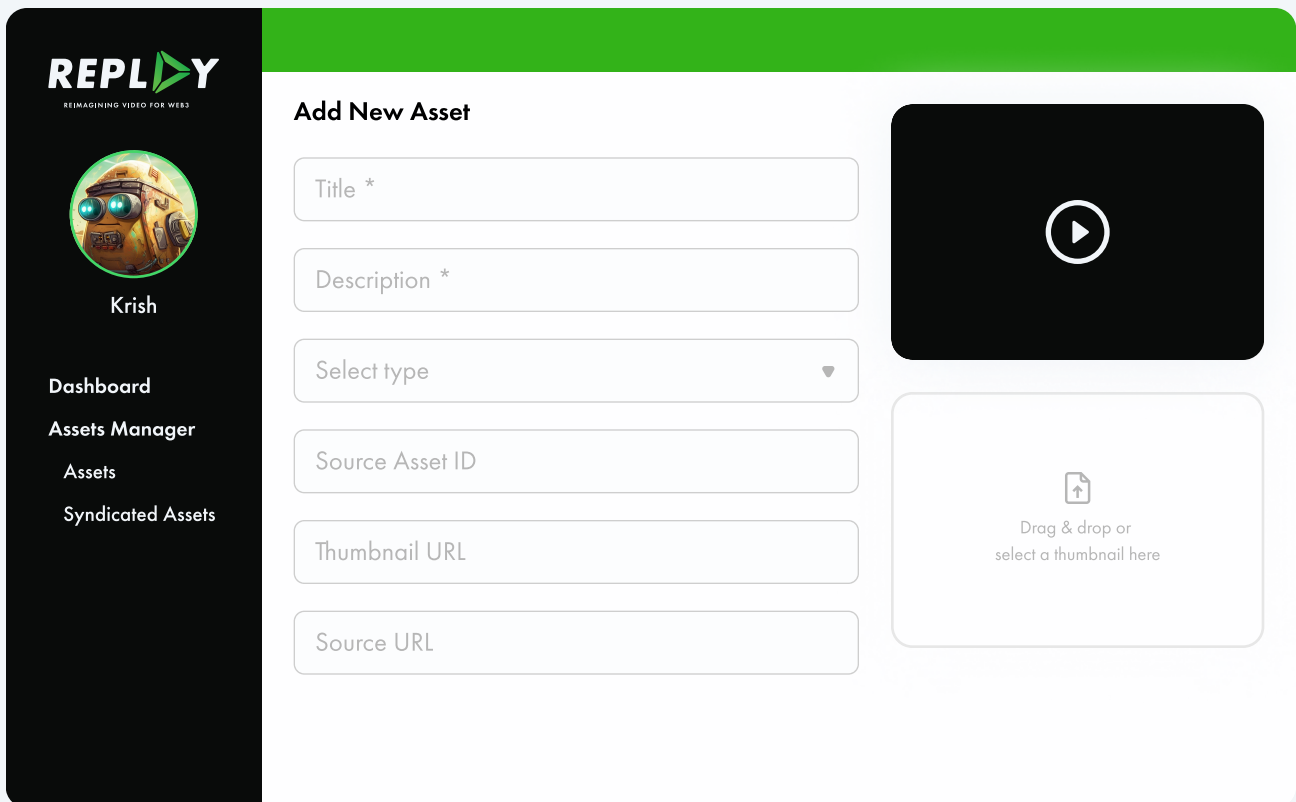 REPLAY
REIMAGINING VIDEO FOR WEB3
Krish
Dashboard
Assets Manager
Assets
Syndicated Assets
Add New Asset
Title *
Description *
Select type
Source Asset ID
Thumbnail URL
Source URL
Drag & drop or
select a thumbnail here